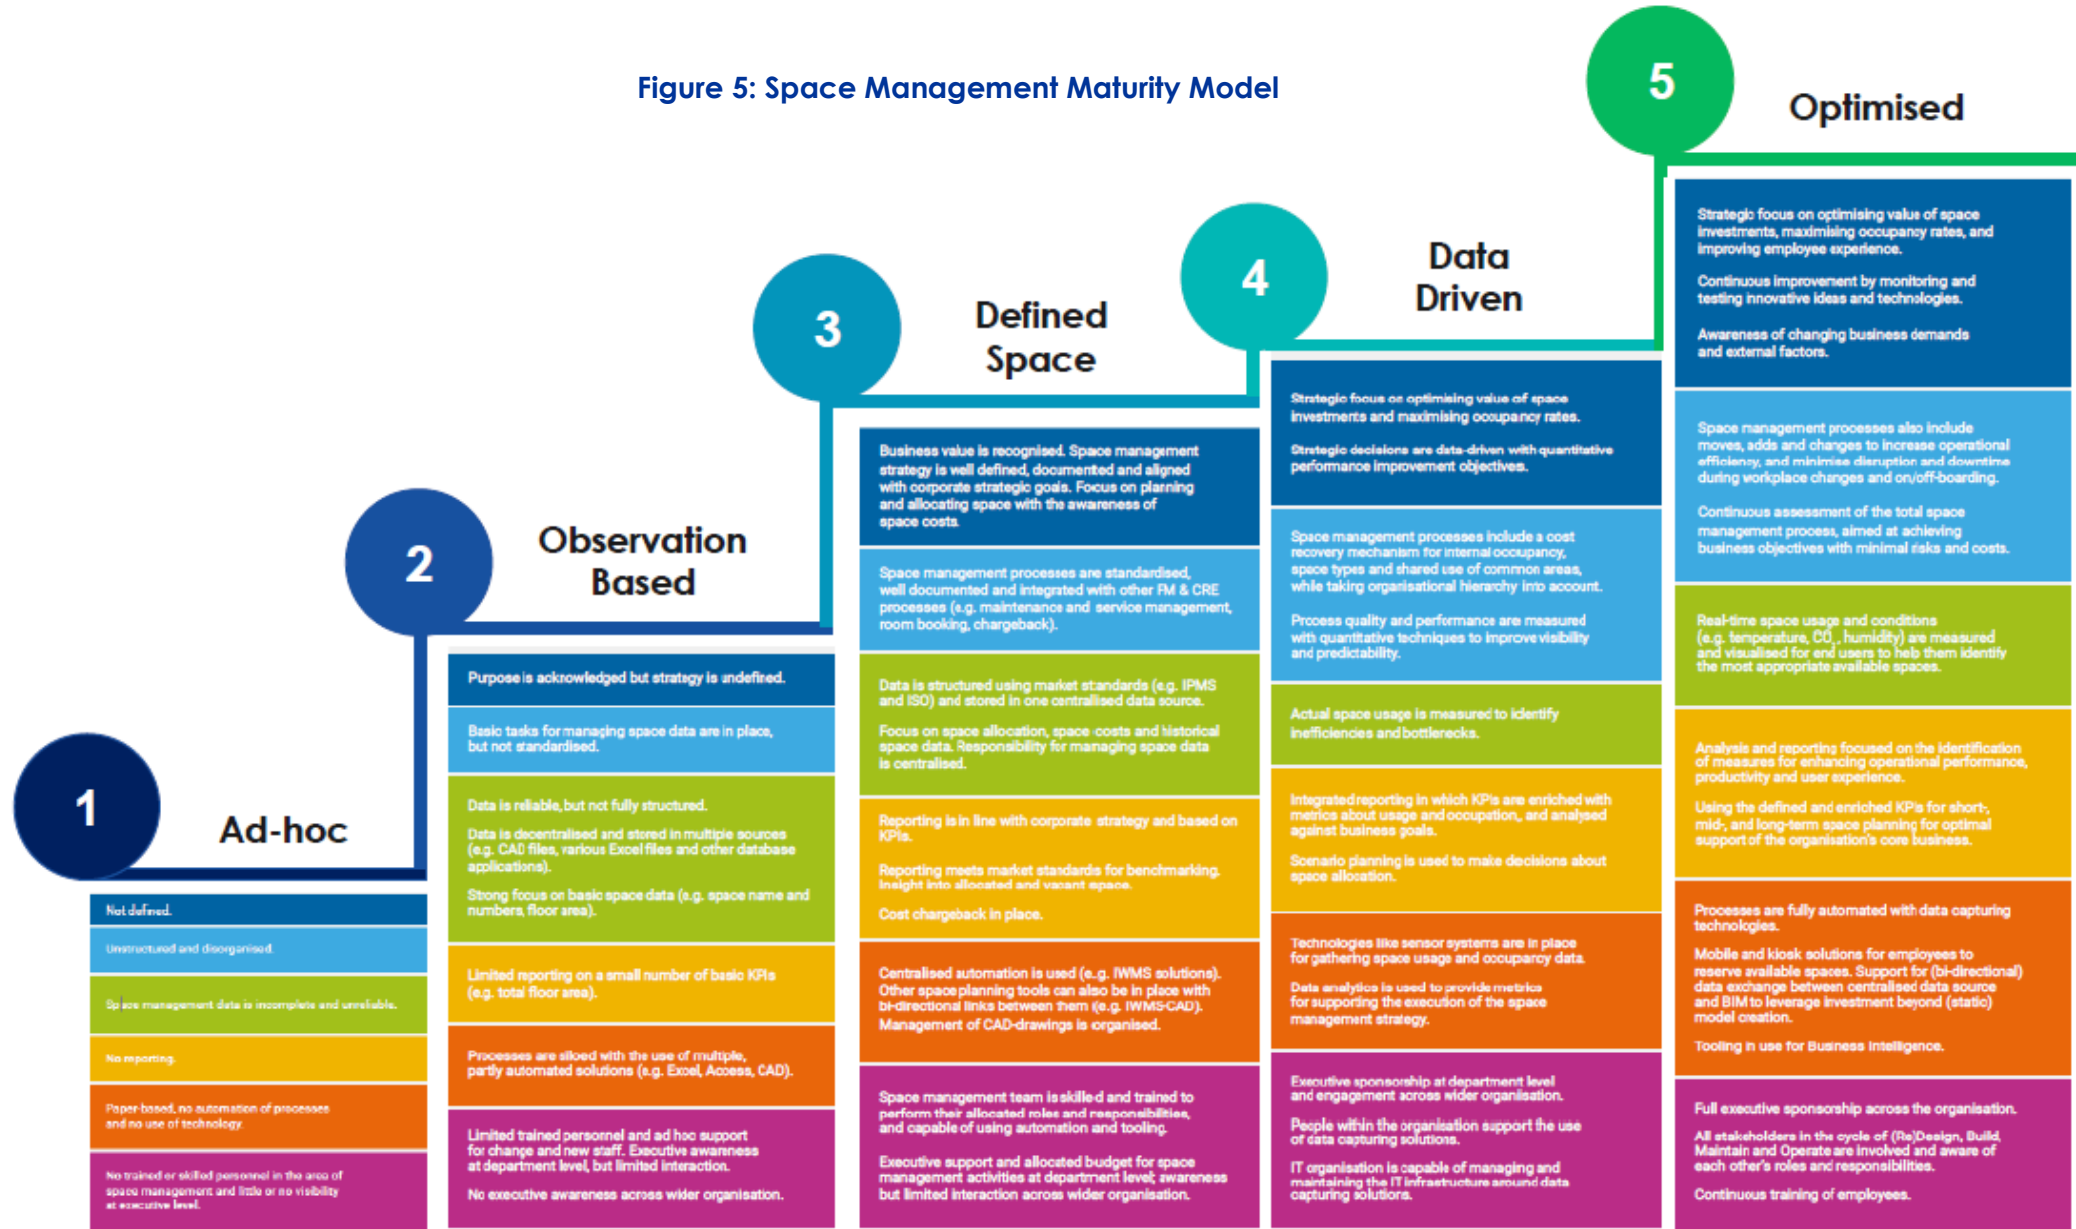 Figure 5: Space Management Maturity Model
1
Ad-hoc
Not defined.
Unstructured and disorganised.
Space management data is incomplete and unreliable.
No reporting.
Paper-based, no automation of processes
and no use of technology.
No trained or skilled personnel in the area of
space management and little or no visibility
at executive level.
2
Observation
Based
Purpose is acknowledged but strategy is undefined.
Basic tasks for managing space data are in place,
but not standardised.
Data is reliable, but not fully structured.
Data is decentralised and stored in multiple sources
(e.g. CAD files, various Excel files and other database
applications).
Strong focus on basic space data (e.g. space name and
numbers, floor area).
Limited reporting on a small number of basic KPIs
(e.g. total floor area).
Processes are siloed with the use of multiple,
partly automated solutions (e.g. Excel, Access, CAD).
Limited trained personnel and ad hoc support
for change and new staff. Executive awareness
at department level, but limited interaction.
No executive awareness across wider organisation.
3
Defined
Space
Business value is recognised. Space management
strategy is well defined, documented and aligned
with corporate strategic goals. Focus on planning
and allocating space with the awareness of
space costs.
Space management processes are standardised,
well documented and integrated with other FM & CRE
processes (e.g. maintenance and service management,
room booking, chargeback).
Data is structured using market standards (e.g. IPMS
and ISO) and stored in one centralised data source.
Focus on space allocation, space costs and historical
space data. Responsibility for managing space data
is centralised.
Reporting is in line with corporate strategy and based on
KPIs.
Reporting meets market standards for benchmarking.
Insight into allocated and vacant space.
Cost chargeback in place.
Centralised automation is used (e.g. IWMS solutions).
Other space planning tools can also be in place with
bi-directional links between them (e.g. IWMS-CAD).
Management of CAD-drawings is organised.
Space management team is skilled and trained to
perform their allocated roles and responsibilities,
and capable of using automation and tooling.
Executive support and allocated budget for space
management activities at department level; awareness
but limited interaction across wider organisation.
4
Data
Driven
Strategic focus on optimising value of space
investments and maximising occupancy rates.
Strategic decisions are data-driven with quantitative
performance improvement objectives.
Space management processes include a cost
recovery mechanism for internal occupancy,
space types and shared use of common areas,
while taking organisational hierarchy into account.
Process quality and performance are measured
with quantitative techniques to improve visibility
and predictability.
Actual space usage is measured to identify
inefficiencies and bottlenecks.
Integrated reporting in which KPIs are enriched with
metrics about usage and occupation, and analysed
against business goals.
Scenario planning is used to make decisions about
space allocation.
Technologies like sensor systems are in place
for gathering space usage and occupancy data.
Data analytics is used to provide metrics
for supporting the execution of the space
management strategy.
Executive sponsorship at department level
and engagement across wider organisation.
People within the organisation support the use
of data capturing solutions.
IT organisation is capable of managing and
maintaining the IT infrastructure around data
capturing solutions.
5
Optimised
Strategic focus on optimising value of space
investments, maximising occupancy rates, and
improving employee experience.
Continuous improvement by monitoring and
testing innovative ideas and technologies.
Awareness of changing business demands
and external factors.
Space management processes also include
moves, adds and changes to increase operational
efficiency, and minimise disruption and downtime
during workplace changes and on/off-boarding.
Continuous assessment of the total space
management process, aimed at achieving
business objectives with minimal risks and costs.
Real-time space usage and conditions
(e.g. temperature, CO₂, humidity) are measured
and visualised for end users to help them identify
the most appropriate available spaces.
Analysis and reporting focused on the identification
of measures for enhancing operational performance,
productivity and user experience.
Using the defined and enriched KPIs for short-,
mid-, and long-term space planning for optimal
support of the organisation's core business.
Processes are fully automated with data capturing
technologies.
Mobile and kiosk solutions for employees to
reserve available spaces. Support for (bi-directional)
data exchange between centralised data source
and BIM to leverage investment beyond (static)
model creation.
Tooling in use for Business Intelligence.
Full executive sponsorship across the organisation.
All stakeholders in the cycle of (Re)Design, Build,
Maintain and Operate are involved and aware of
each other's roles and responsibilities.
Continuous training of employees.